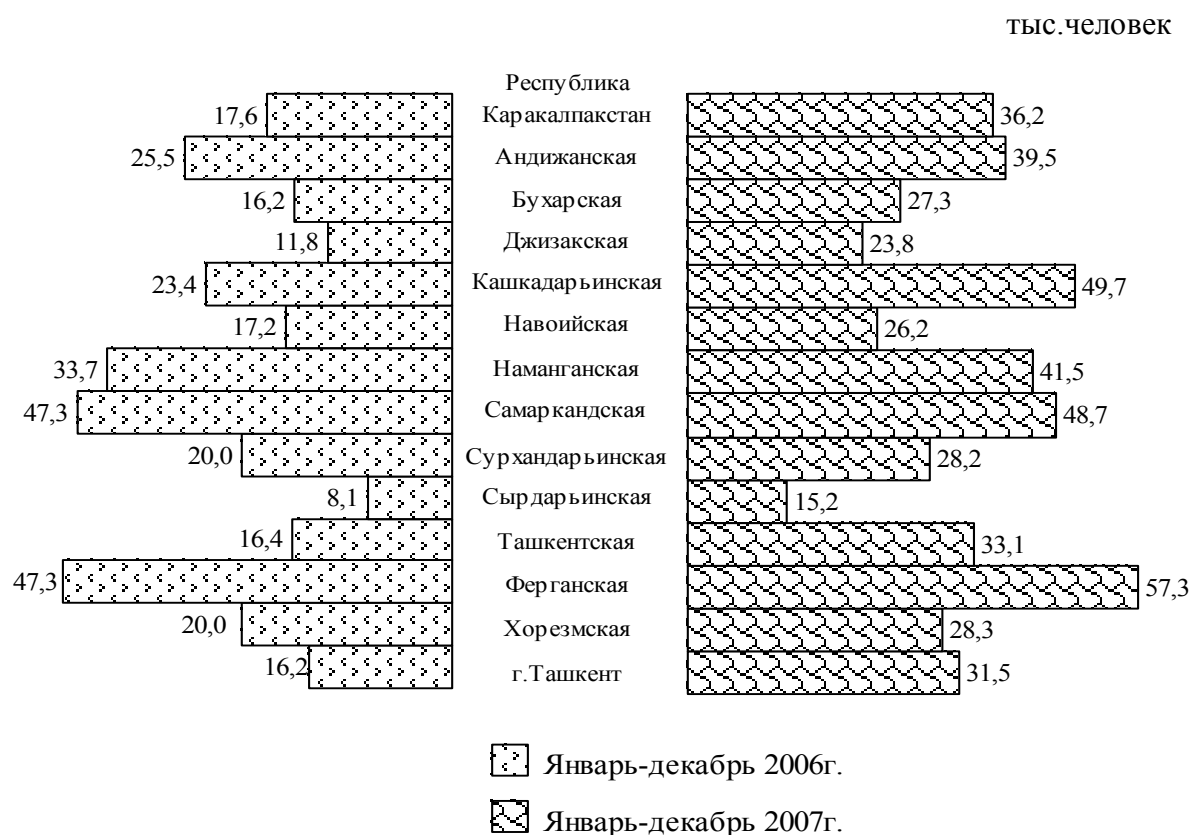 тыс.человек
Республика
17,6 Каракалпакстан 36,2
25,5 Андижанская 39,5
16,2 Бухарская 27,3
11,8 Джизакская 23,8
23,4 Кашкадарьинская 49,7
17,2 Навоийская 26,2
33,7 Наманганская 41,5
47,3 Самаркандская 48,7
20,0 Сурхандарьинская 28,2
8,1 Сырдарьинская 15,2
16,4 Ташкентская 33,1
47,3 Ферганская 57,3
20,0 Хорезмская 28,3
16,2 г.Ташкент 31,5
Январь-декабрь 2006г.
Январь-декабрь 2007г.